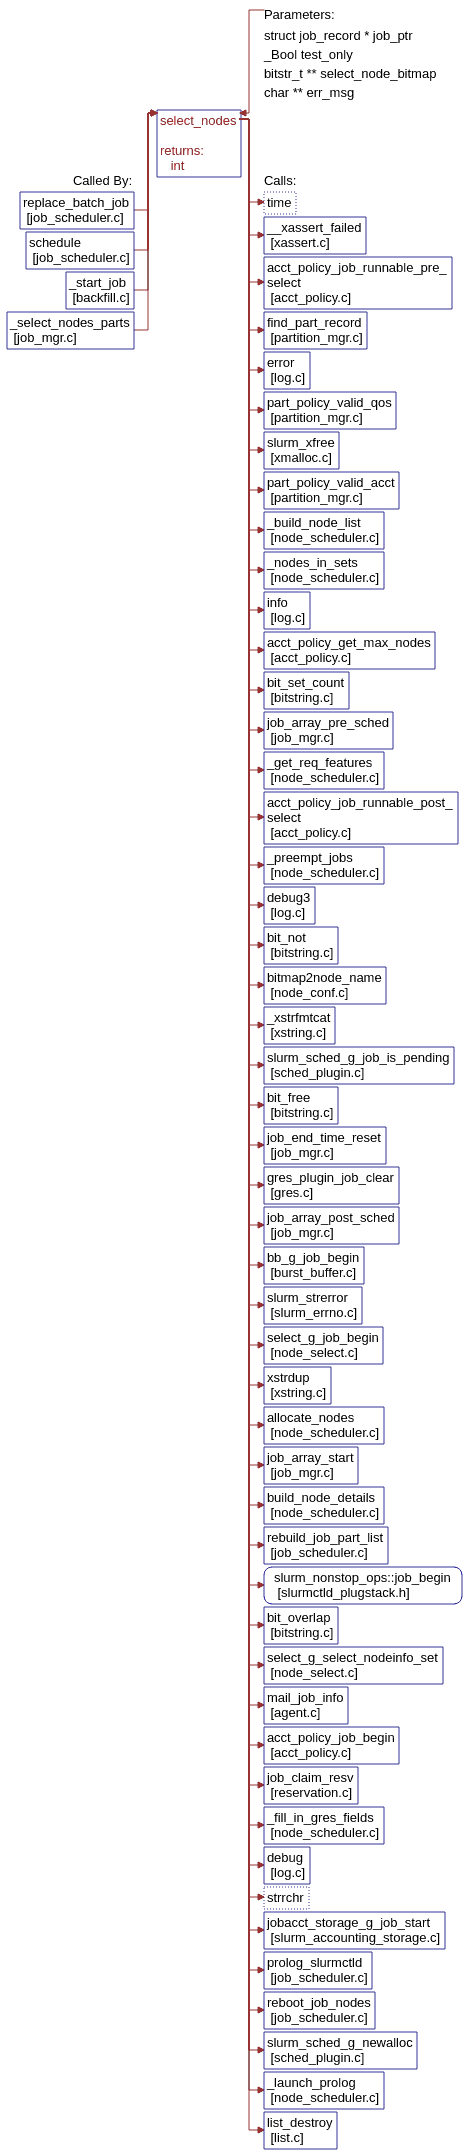 Parameters:
struct job_record * job_ptr
_Bool test_only
bitstr_t ** select_node_bitmap
char ** err_msg
select_nodes
returns:
int
Called By:
replace_batch_job
[job_scheduler.c]
schedule
[job_scheduler.c]
_start_job
[backfill.c]
_select_nodes_parts
[job_mgr.c]
Calls:
time
__xassert_failed
[xassert.c]
acct_policy_job_runnable_pre_
select
[acct_policy.c]
find_part_record
[partition_mgr.c]
error
[log.c]
part_policy_valid_qos
[partition_mgr.c]
slurm_xfree
[xmalloc.c]
part_policy_valid_acct
[partition_mgr.c]
_build_node_list
[node_scheduler.c]
_nodes_in_sets
[node_scheduler.c]
info
[log.c]
acct_policy_get_max_nodes
[acct_policy.c]
bit_set_count
[bitstring.c]
job_array_pre_sched
[job_mgr.c]
_get_req_features
[node_scheduler.c]
acct_policy_job_runnable_post_
select
[acct_policy.c]
_preempt_jobs
[node_scheduler.c]
debug3
[log.c]
bit_not
[bitstring.c]
bitmap2node_name
[node_conf.c]
_xstrfmtcat
[xstring.c]
slurm_sched_g_job_is_pending
[sched_plugin.c]
bit_free
[bitstring.c]
job_end_time_reset
[job_mgr.c]
gres_plugin_job_clear
[gres.c]
job_array_post_sched
[job_mgr.c]
bb_g_job_begin
[burst_buffer.c]
slurm_strerror
[slurm_errno.c]
select_g_job_begin
[node_select.c]
xstrdup
[xstring.c]
allocate_nodes
[node_scheduler.c]
job_array_start
[job_mgr.c]
build_node_details
[node_scheduler.c]
rebuild_job_part_list
[job_scheduler.c]
slurm_nonstop_ops::job_begin
[slurmctld_plugstack.h]
bit_overlap
[bitstring.c]
select_g_select_nodeinfo_set
[node_select.c]
mail_job_info
[agent.c]
acct_policy_job_begin
[acct_policy.c]
job_claim_resv
[reservation.c]
_fill_in_gres_fields
[node_scheduler.c]
debug
[log.c]
strrchr
jobacct_storage_g_job_start
[slurm_accounting_storage.c]
prolog_slurmctld
[job_scheduler.c]
reboot_job_nodes
[job_scheduler.c]
slurm_sched_g_newalloc
[sched_plugin.c]
_launch_prolog
[node_scheduler.c]
list_destroy
[list.c]